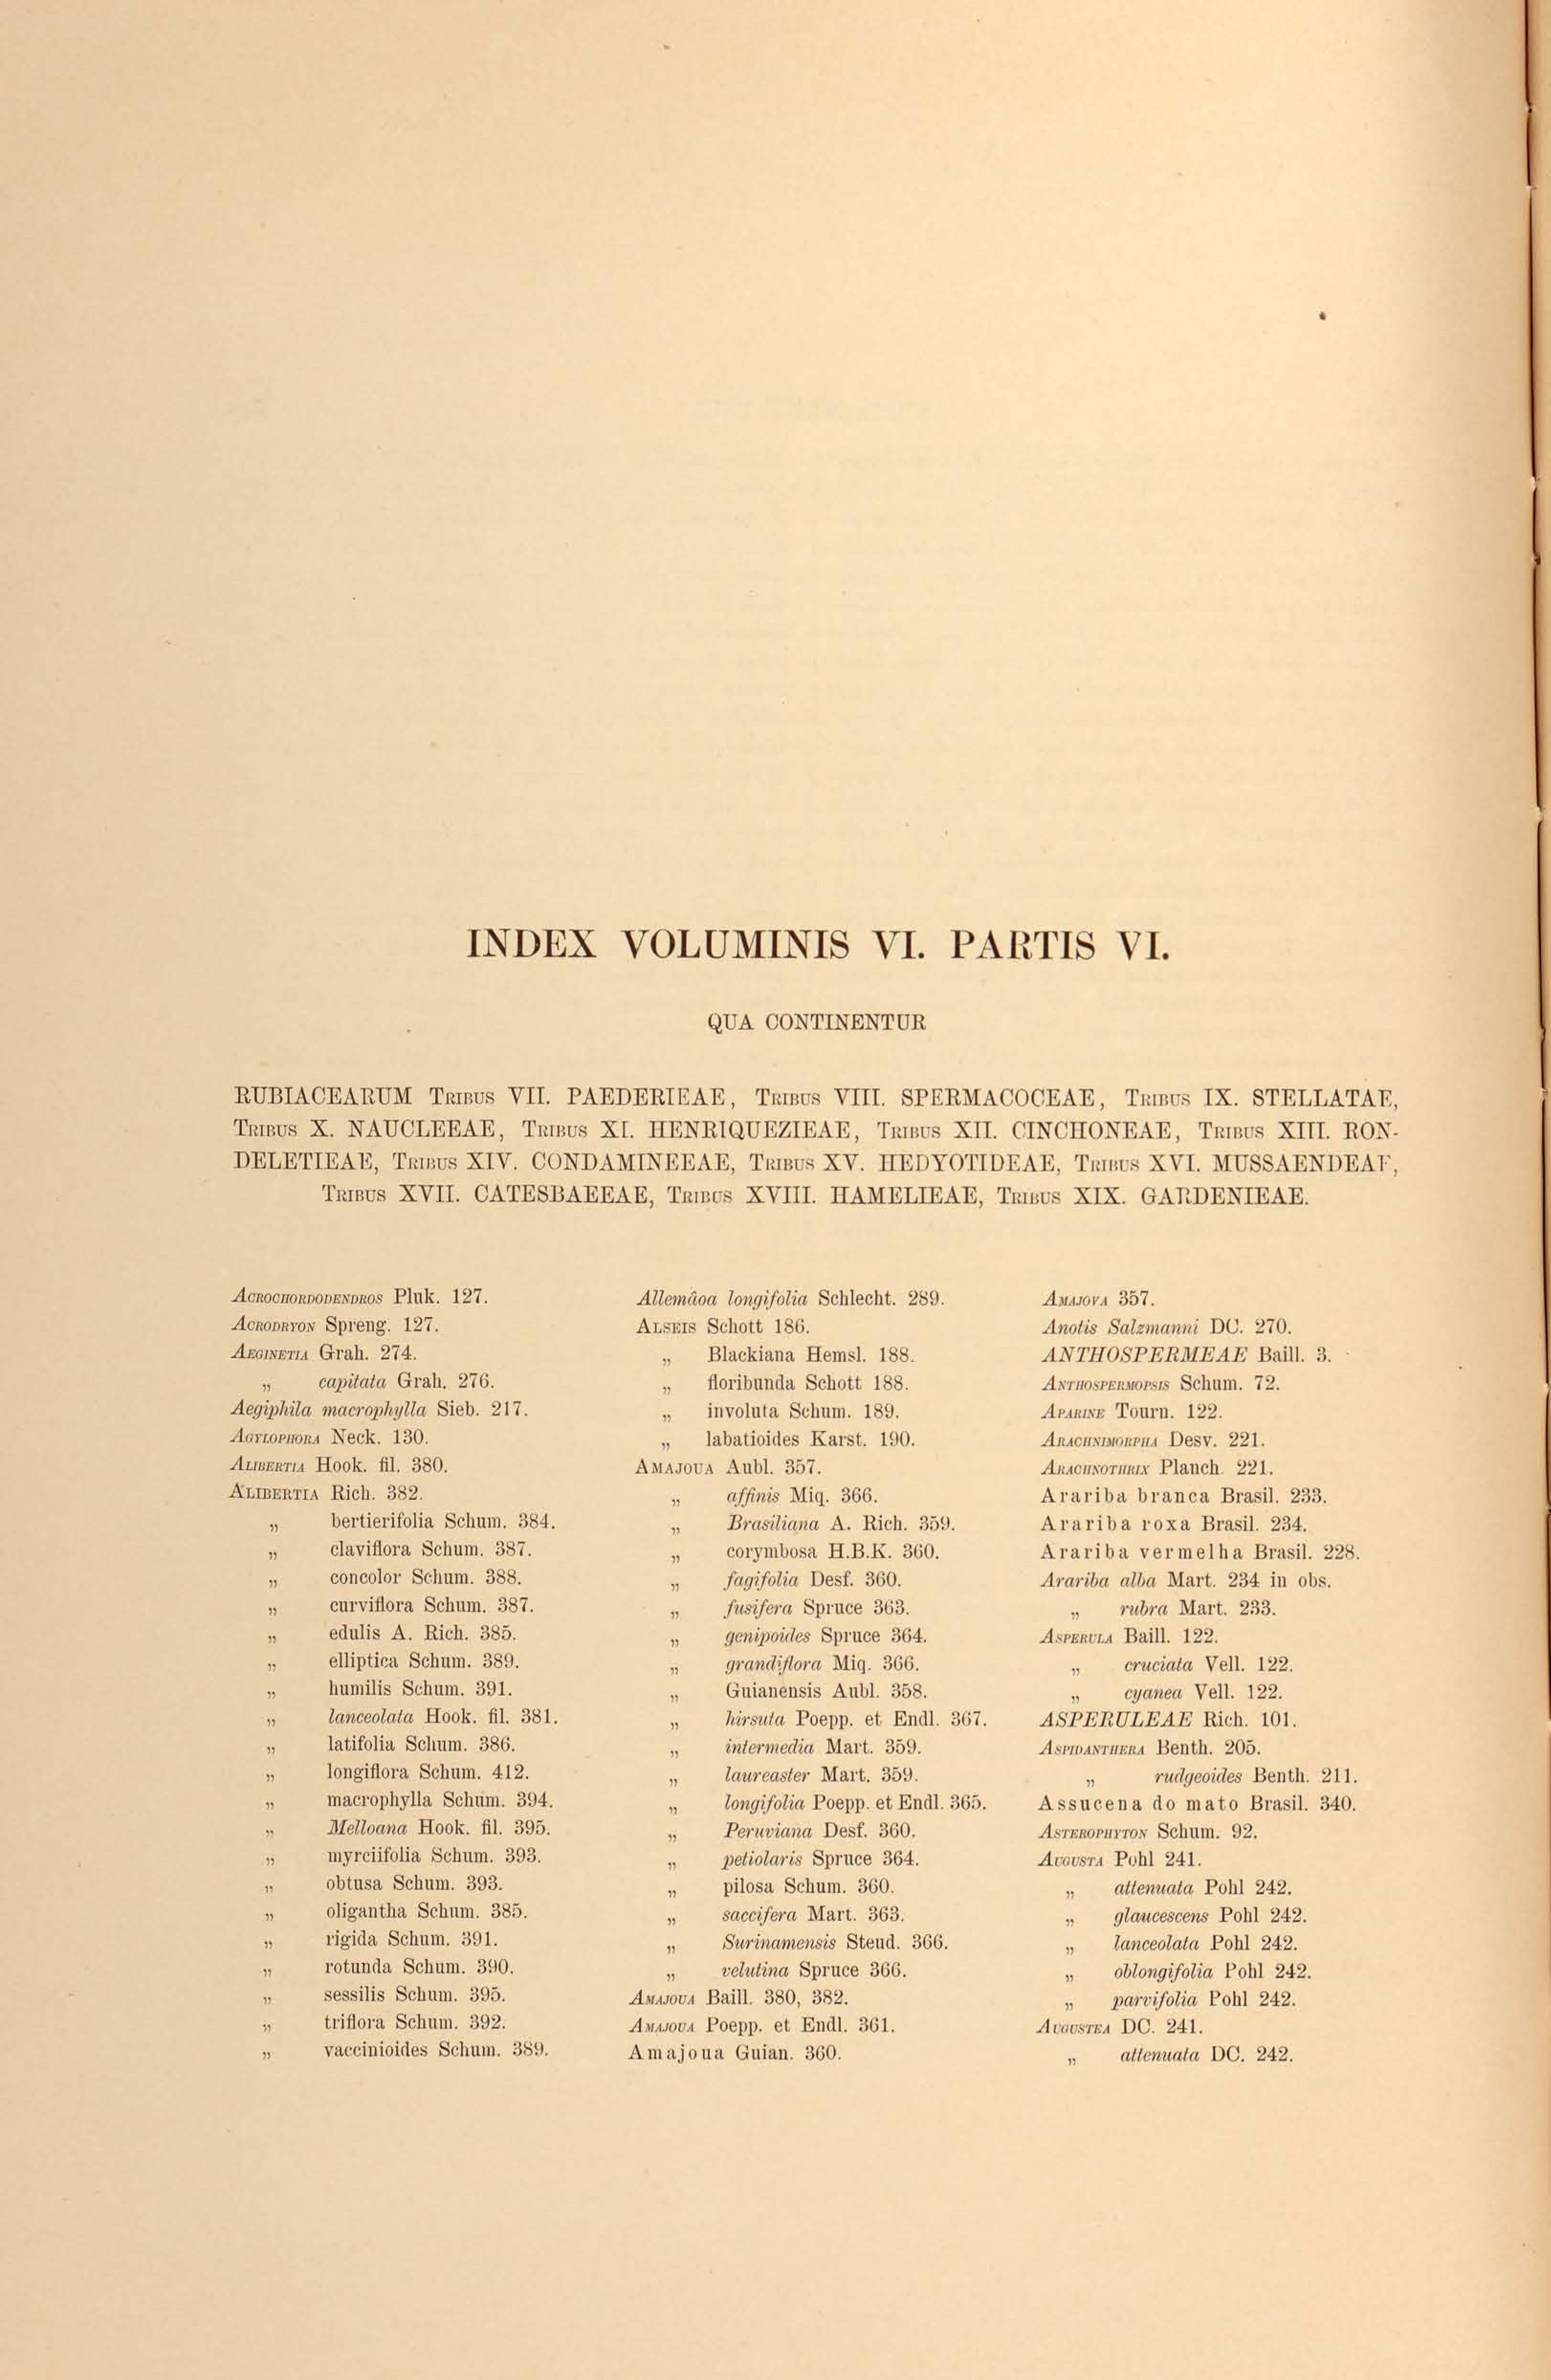 INDEX VOLUMINIS VI. PARTIS VI.
QUA CONTINENTUR
RUBIACEARUM TRIBUS VII. PAEDERIEAE, TRIBUS VIII. SPERMACOCEAE, TRIBUS IX. STELLATAE,
TRIBUS X. NAUCLEEAE, TRIBUS XI. HENRIQUEZIEAE, TRIBUS XII. CINCHONEAE, TRIBUS XIII. RON-
DELETIEAE, TRIBUS XIV. CONDAMINEEAE, TRIBUS XV. HEDYOTIDEAE, TRIBUS XVI. MUSSAENDEAE,
TRIBUS XVII. CATESBAEEAE, TRIBUS XVIII. HAMELIEAE, TRIBUS XIX. GARDENIEAE.
ACROCHORDODENDROS Pluk. 127.
ACRODRYON Spreng. 127.
AEGINETIA Grah. 274.
„ capitata Grah. 276.
Aegiphila macrophylla Sieb. 217.
AGYLOPHORA Neck. 130.
ALIBERTIA Hook. fil. 380.
ALIBERTIA Rich. 382.
„ bertierifolia Schum. 384.
„ claviflora Schum. 387.
„ concolor Schum. 388.
„ curviflora Schum. 387.
„ edulis A. Rich. 385.
„ elliptica Schum. 389.
„ humilis Schum. 391.
„ lanceolata Hook. fil. 381.
„ latifolia Schum. 386.
„ longiflora Schum. 412.
„ macrophylla Schum. 394.
„ Melloana Hook. fil. 395.
„ myrciifolia Schum. 393.
„ obtusa Schum. 393.
„ oligantha Schum. 385.
„ rigida Schum. 391.
„ rotunda Schum. 390.
„ sessilis Schum. 395.
„ triflora Schum. 392.
„ vaccinioides Schum. 389.
Allemâoa longifolia Schlecht. 289.
ALSEIS Schott 186.
„ Blackiana Hemsl. 188.
„ floribunda Schott 188.
„ involuta Schum. 189.
„ labatioides Karst. 190.
AMAJOUA Aubl. 357.
„ affinis Miq. 366.
„ Brasiliana A. Rich. 359.
„ corymbosa H.B.K. 360.
„ fagifolia Desf. 360.
„ fusifera Spruce 363.
„ genipoides Spruce 364.
„ grandiflora Miq. 366.
„ Guianensis Aubl. 358.
„ hirsuta Poepp. et Endl. 367.
„ intermedia Mart. 359.
„ laureaster Mart. 359.
„ longifolia Poepp. et Endl. 365.
„ Peruviana Desf. 360.
„ petiolaris Spruce 364.
„ pilosa Schum. 360.
„ saccifera Mart. 363.
„ Surinamensis Steud. 366.
„ velutina Spruce 366.
AMAJOUA Baill. 380, 382.
AMAJOUA Poepp. et Endl. 361.
Amajoua Guian. 360.
AMAJOVA 357.
Anotis Salzmanni DC. 270.
ANTHOSPERMEAE Baill. 3.
ANTHOSPERMOPSIS Schum. 72.
APARINE Tourn. 122.
ARACHNIMORPHA Desv. 221.
ARACHNOTHRIX Planch. 221.
Arariba branca Brasil. 233.
Arariba roxa Brasil. 234.
Arariba vermelha Brasil. 228.
Arariba alba Mart. 234 in obs.
„ rubra Mart. 233.
ASPERULA Baill. 122.
„ cruciata Vell. 122.
„ cyanea Vell. 122.
ASPERULEAE Rich. 101.
ASPIDANTHERA Benth. 205.
„ rudgeoides Benth. 211.
Assucena do mato Brasil. 340.
ASTEROPHYTON Schum. 92.
AUGUSTA Pohl 241.
„ attenuata Pohl 242.
„ glaucescens Pohl 242.
„ lanceolata Pohl 242.
„ oblongifolia Pohl 242.
„ parvifolia Pohl 242.
AUGUSTEA DC. 241.
„ attenuata DC. 242.